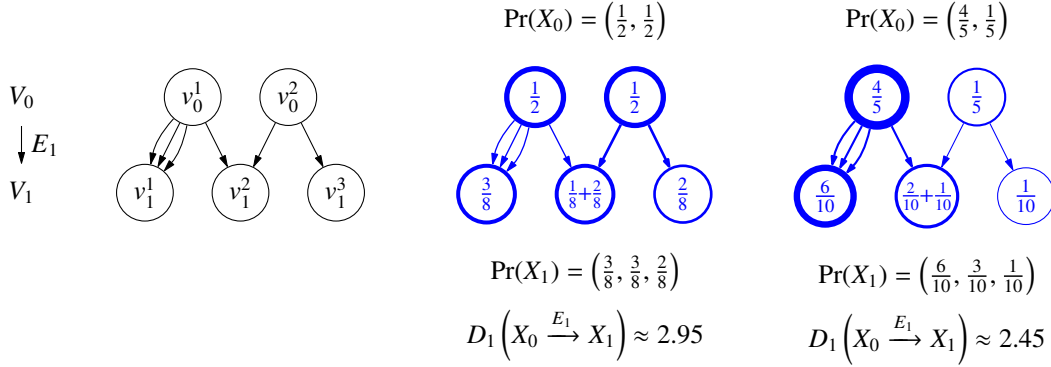 Pr(X₀) = (1/2, 1/2)
Pr(X₀) = (4/5, 1/5)
V₀
v₀¹ v₀²
1/2 1/2
4/5 1/5
E₁
V₁
v₁¹ v₁² v₁³
3/8 1/8+2/8 2/8
6/10 2/10+1/10 1/10
Pr(X₁) = (3/8, 3/8, 2/8)
Pr(X₁) = (6/10, 3/10, 1/10)
D₁(X₀ —E₁→ X₁) ≈ 2.95
D₁(X₀ —E₁→ X₁) ≈ 2.45